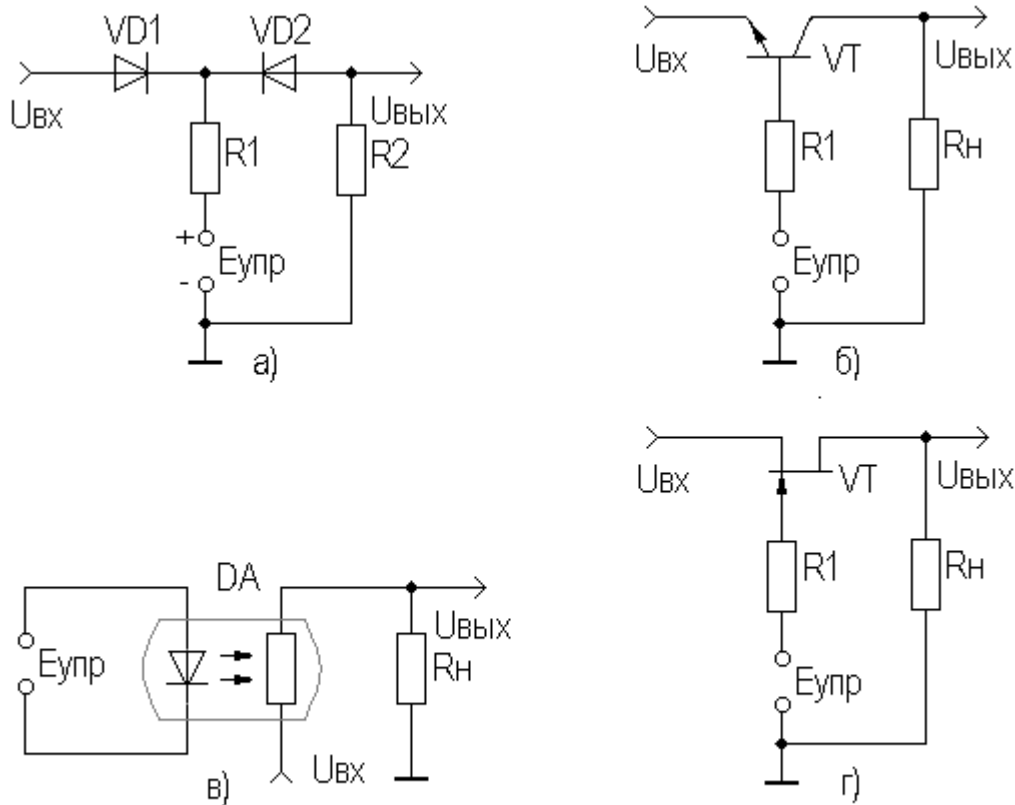 VD1 VD2
Uвх
Uвых
R1
R2
+
Eупр
-
а)
Uвх
VT
Uвых
R1
Rн
Eупр
б)
DA
Uвых
Eупр
Rн
Uвх
в)
Uвх
VT
Uвых
R1
Rн
Eупр
г)